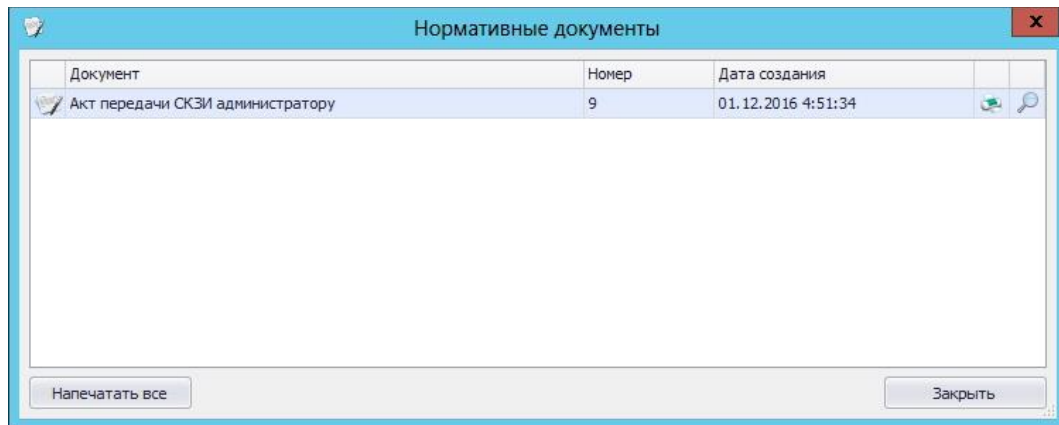 Нормативные документы
x
Документ Номер Дата создания
Акт передачи СКЗИ администратору 9 01.12.2016 4:51:34
Напечатать все Закрыть